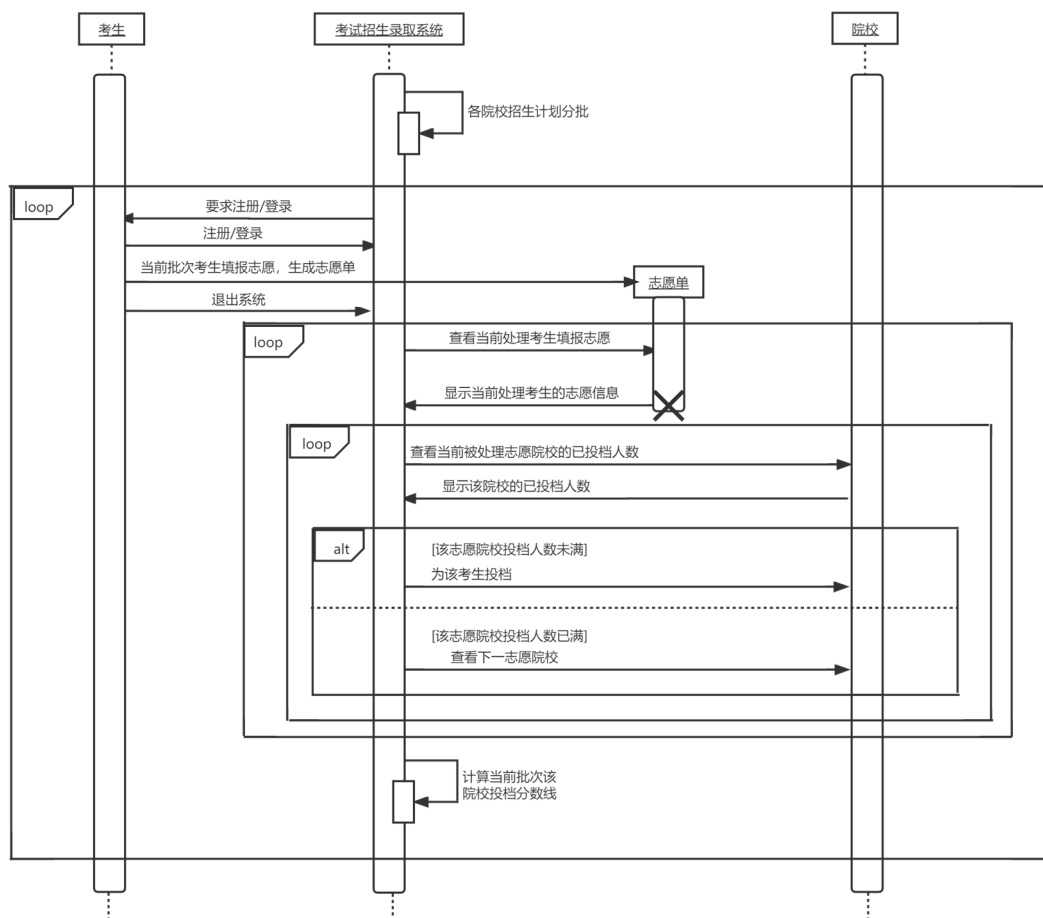 考生
考试招生录取系统
院校
各院校招生计划分批
loop
要求注册/登录
注册/登录
当前批次考生填报志愿，生成志愿单
志愿单
退出系统
loop
查看当前处理考生填报志愿
显示当前处理考生的志愿信息
loop
查看当前被处理志愿院校的已投档人数
显示该院校的已投档人数
alt
[该志愿院校投档人数未满]
为该考生投档
[该志愿院校投档人数已满]
查看下一志愿院校
计算当前批次该
院校投档分数线